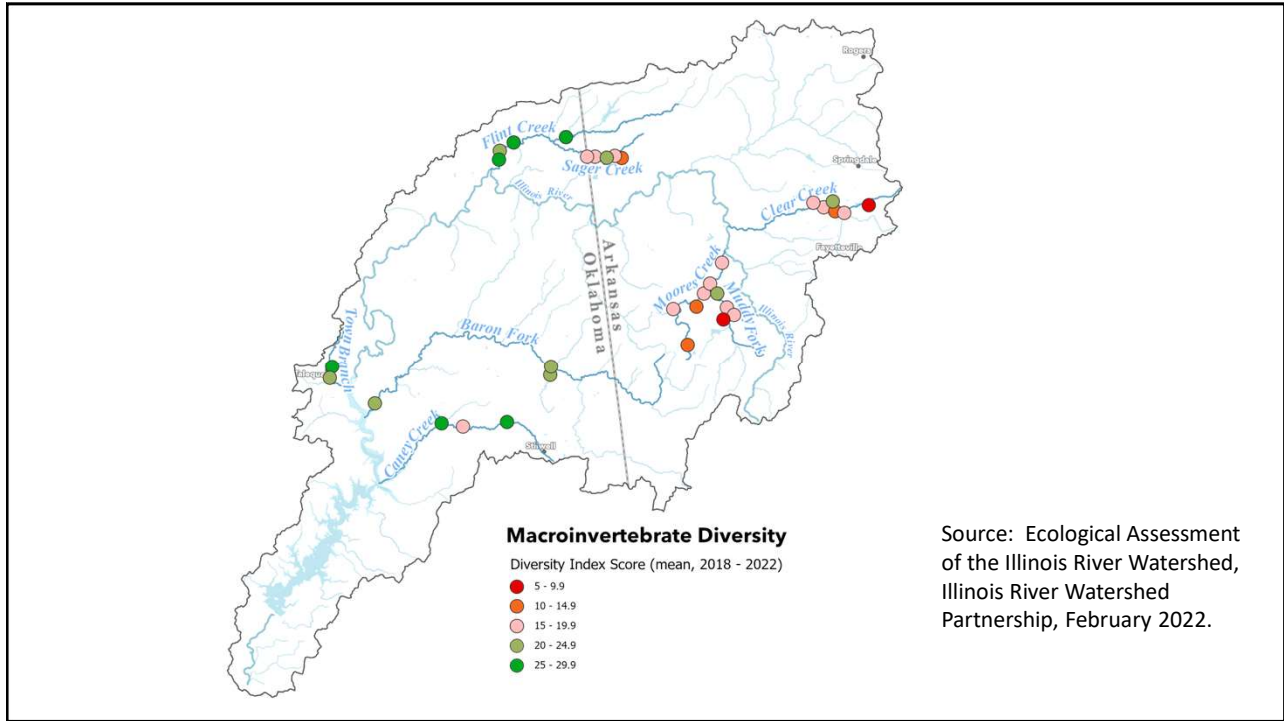 Rogers
Flint Creek
Springdale
Sager Creek
Illinois River
Clear Creek
Fayetteville
Arkansas
Oklahoma
Moores Creek
Muddy Fork
Illinois River
Town Branch
Baron Fork
Caney Creek
Stilwell
Macroinvertebrate Diversity
Diversity Index Score (mean, 2018 - 2022)
5 - 9.9
10 - 14.9
15 - 19.9
20 - 24.9
25 - 29.9
Source: Ecological Assessment
of the Illinois River Watershed,
Illinois River Watershed
Partnership, February 2022.